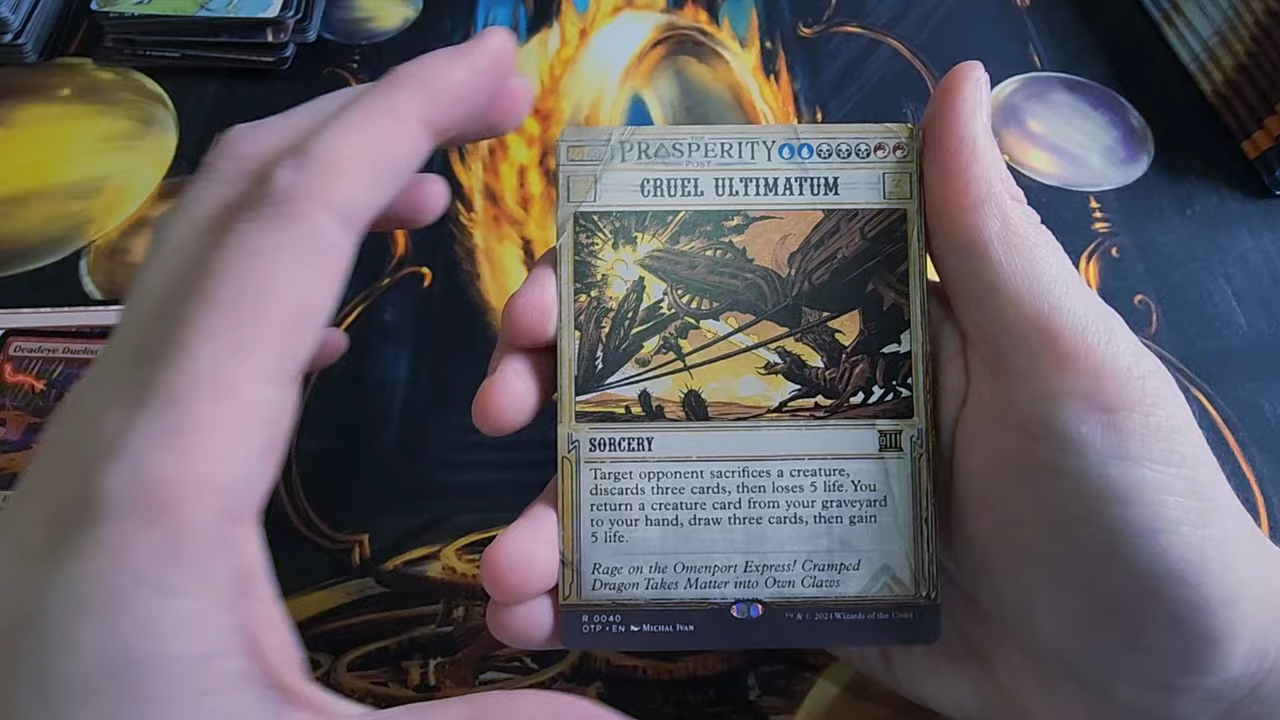 THE
PROSPERITY
POST
CRUEL ULTIMATUM
Deadeye Duelist
SORCERY
Target opponent sacrifices a creature,
discards three cards, then loses 5 life. You
return a creature card from your graveyard
to your hand, draw three cards, then gain
5 life.
Rage on the Omenport Express! Cramped
Dragon Takes Matter into Own Claws
R 0040
OTP • EN MICHAL IVAN
™ & © 2024 Wizards of the Coast